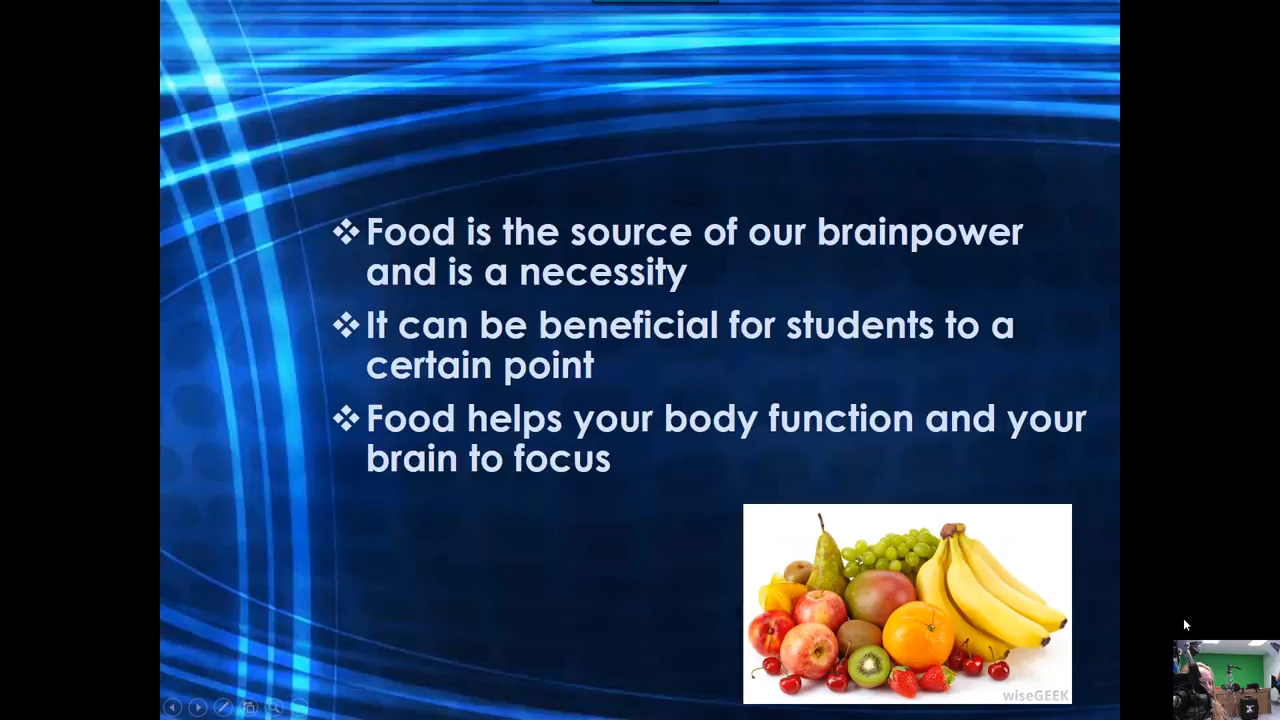 ❖Food is the source of our brainpower
and is a necessity
❖It can be beneficial for students to a
certain point
❖Food helps your body function and your
brain to focus
wiseGEEK